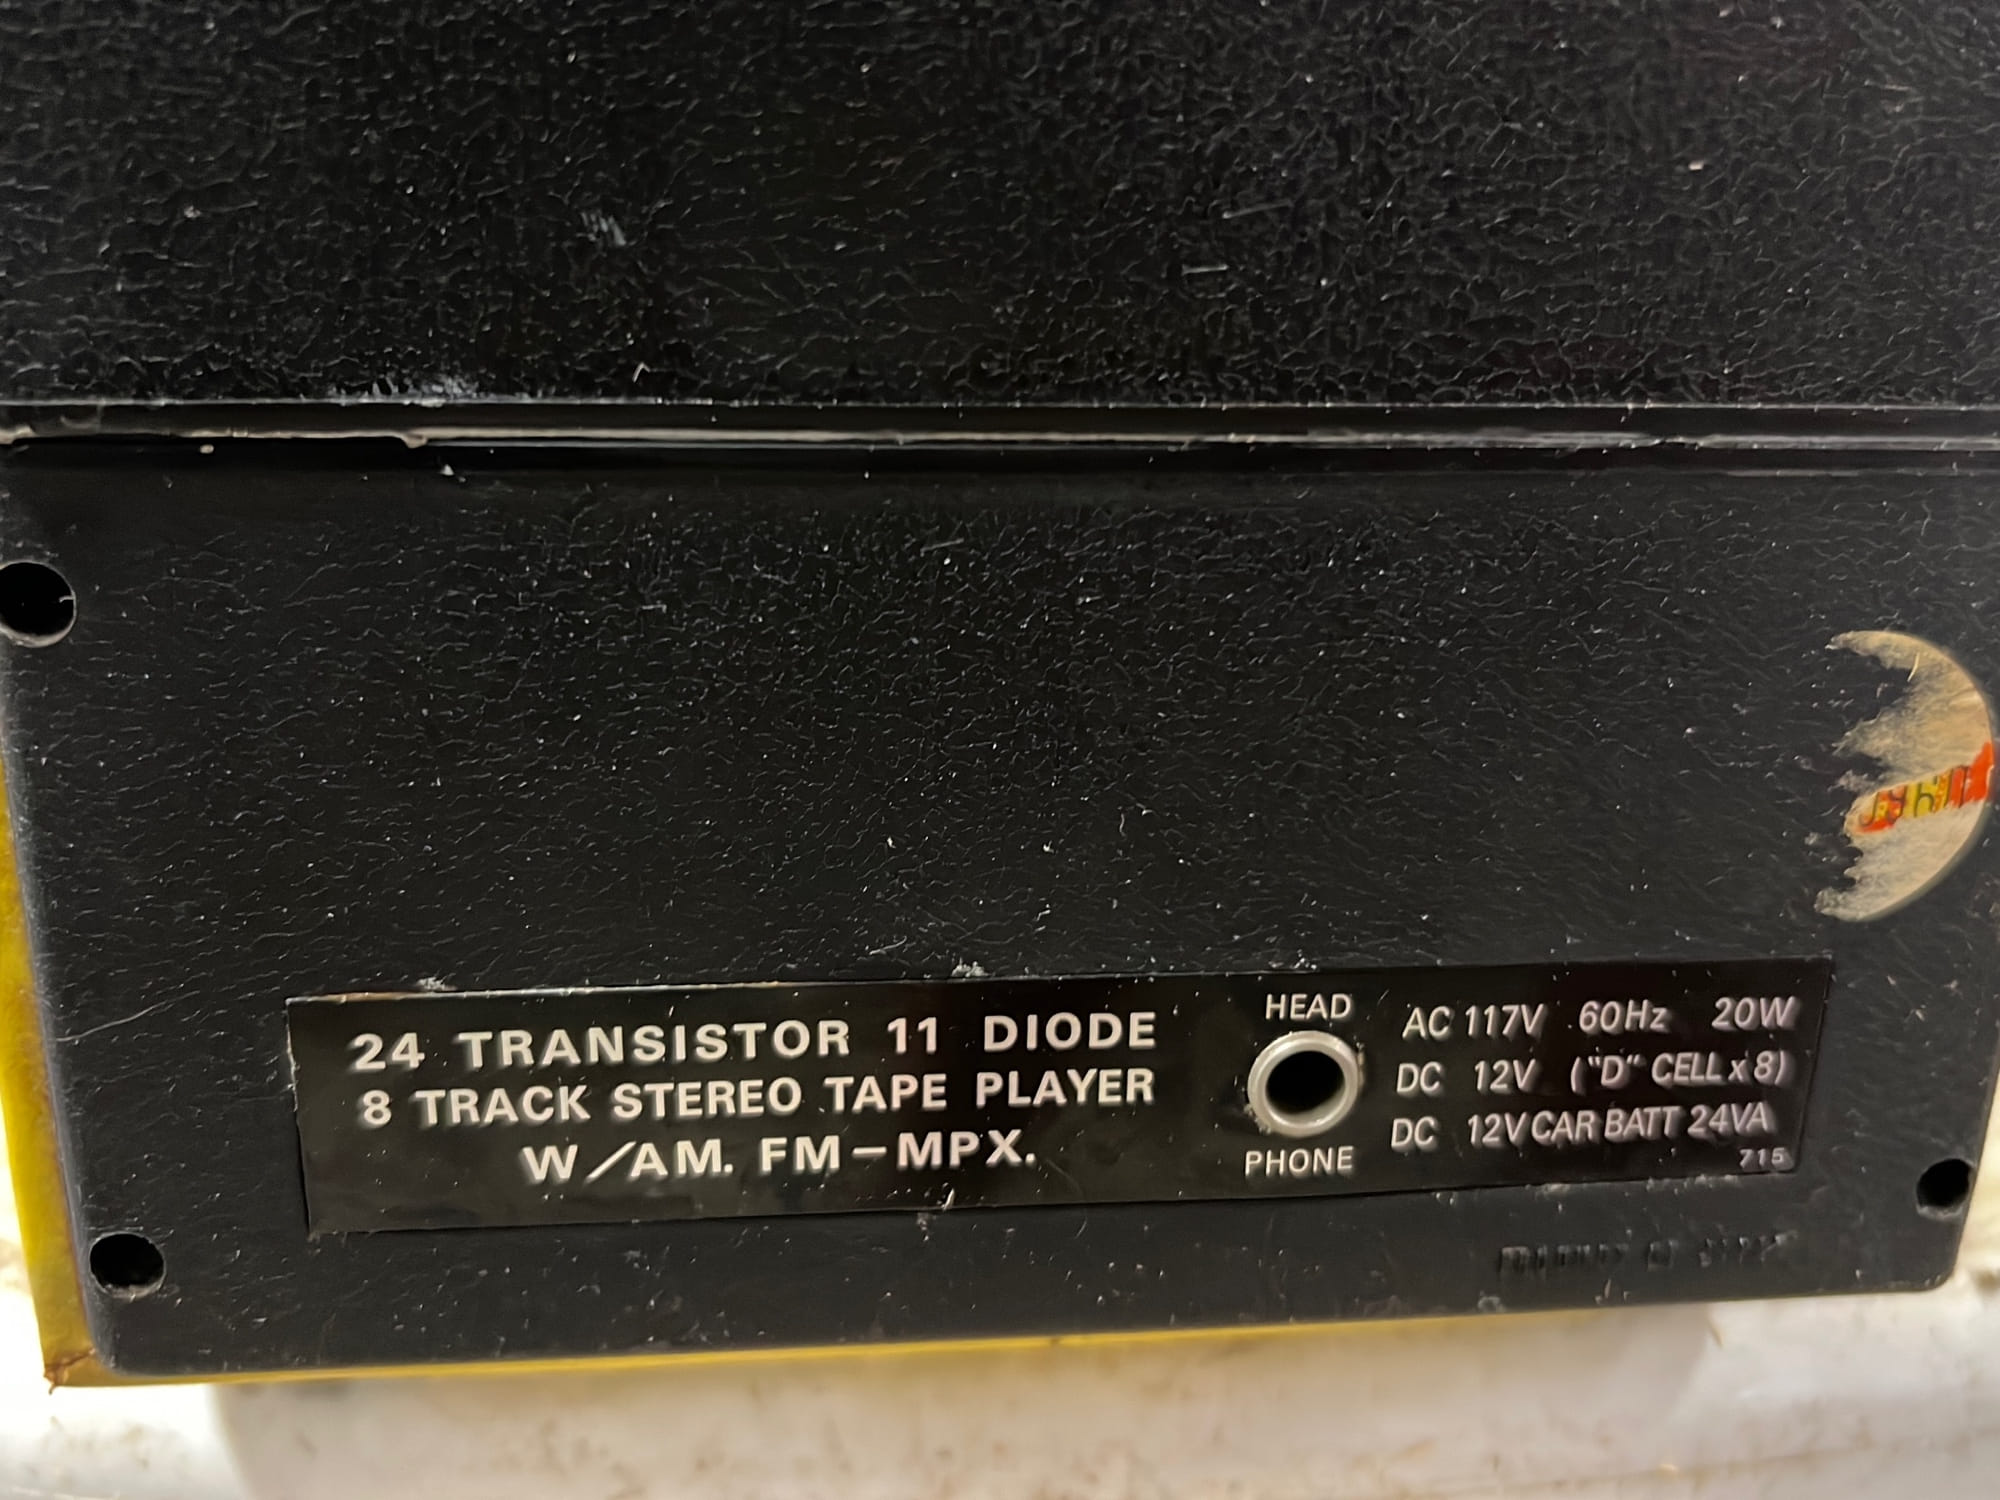 24 TRANSISTOR 11 DIODE
8 TRACK STEREO TAPE PLAYER
W/AM. FM-MPX.
HEAD
PHONE
AC 117V 60Hz 20W
DC 12V ("D" CELL x 8)
DC 12V CAR BATT 24VA
715